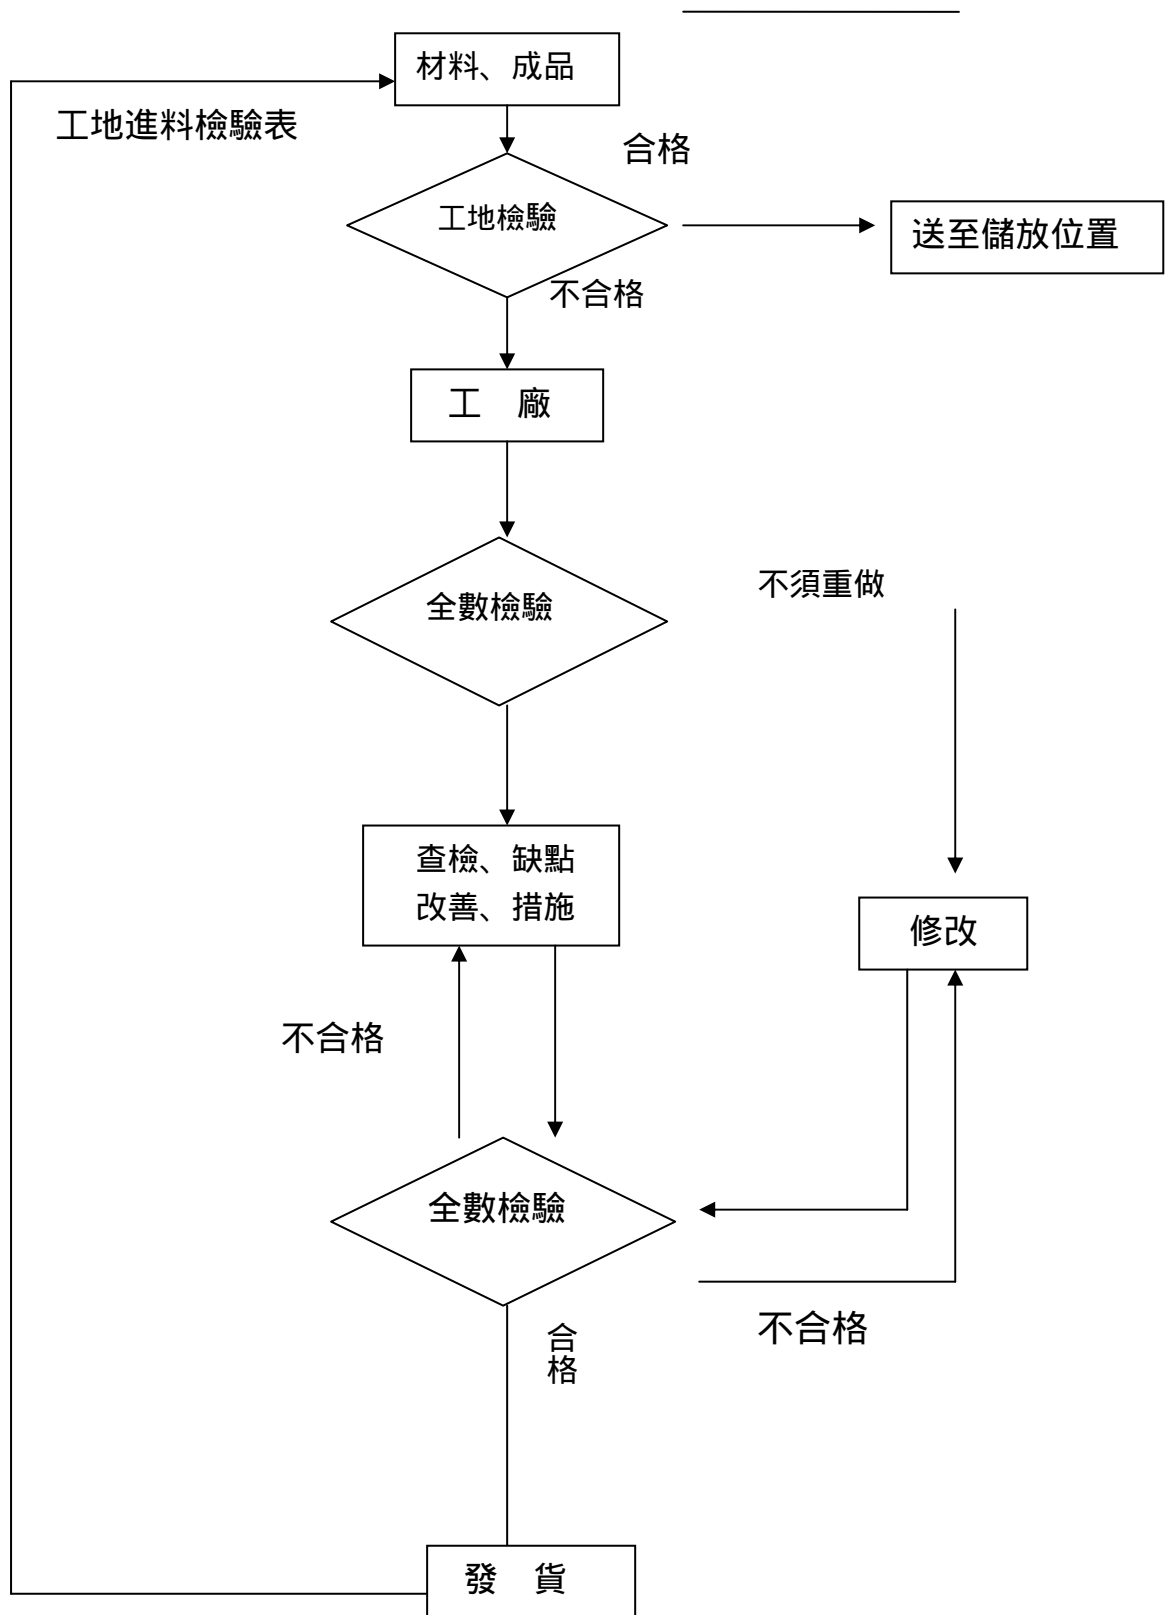 材料、成品
工地進料檢驗表
合格
工地檢驗
送至儲放位置
不合格
工 廠
不須重做
全數檢驗
查檢、缺點
改善、措施
修改
不合格
全數檢驗
不合格
合
格
發 貨